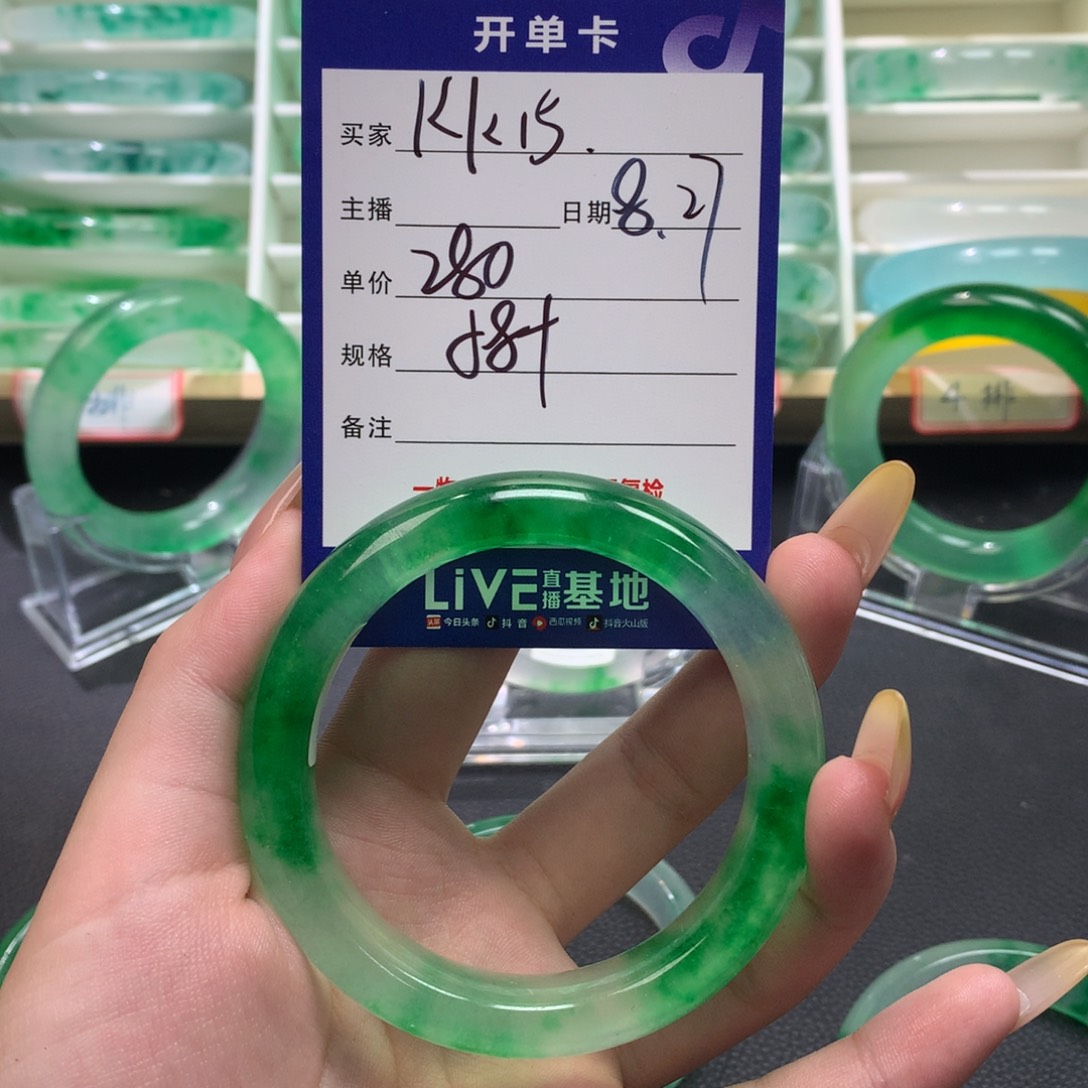 开单卡
买家 Kk15.
主播 日期 8.27
单价 280
规格
备注
LiVE直播基地
今日头条 抖音 西瓜视频 抖音火山版
4排